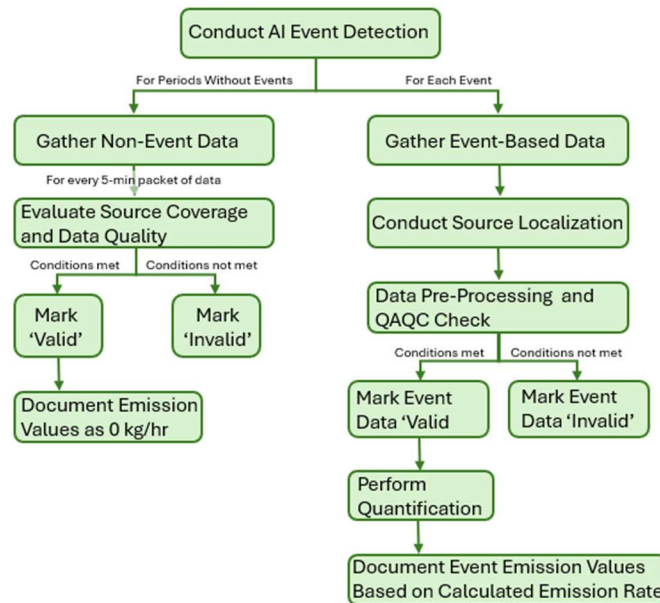 Conduct AI Event Detection
For Periods Without Events
For Each Event
Gather Non-Event Data
Gather Event-Based Data
For every 5-min packet of data
Evaluate Source Coverage
and Data Quality
Conduct Source Localization
Conditions met
Conditions not met
Data Pre-Processing and
QAQC Check
Mark
'Valid'
Mark
'Invalid'
Conditions met
Conditions not met
Document Emission
Values as 0 kg/hr
Mark Event
Data 'Valid
Mark Event
Data 'Invalid'
Perform
Quantification
Document Event Emission Values
Based on Calculated Emission Rate